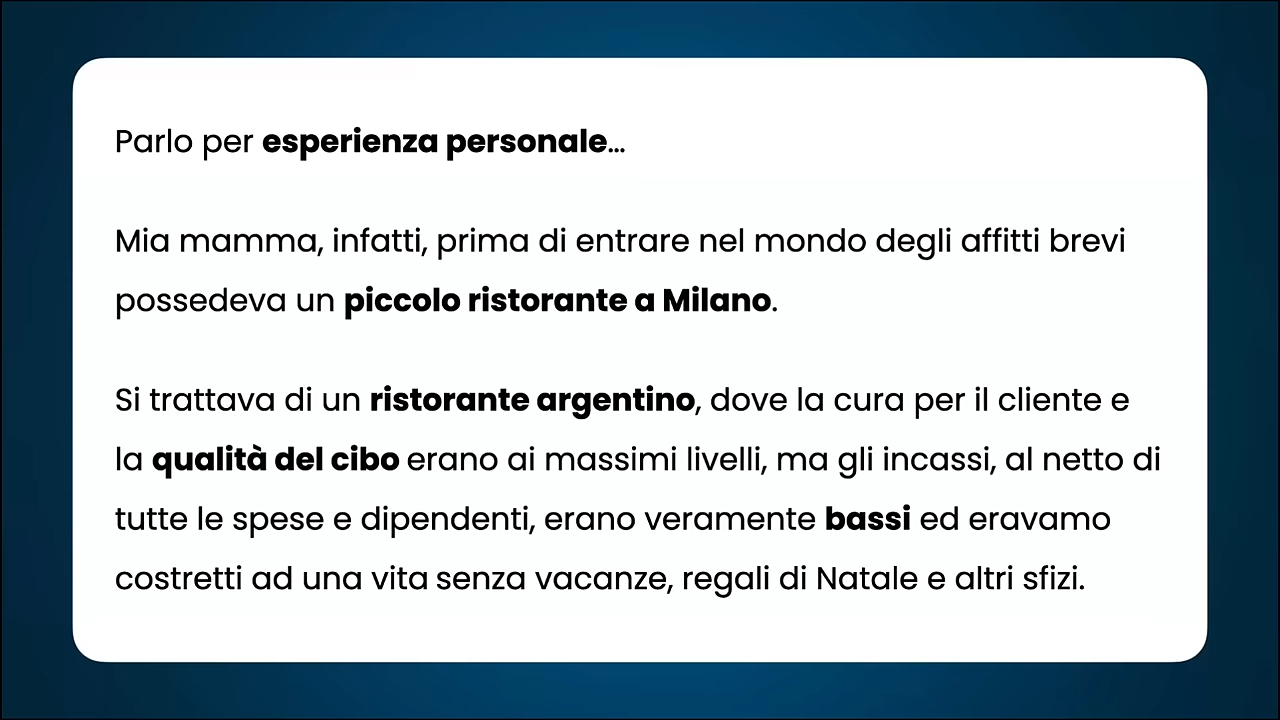 Parlo per esperienza personale...
Mia mamma, infatti, prima di entrare nel mondo degli affitti brevi
possedeva un piccolo ristorante a Milano.
Si trattava di un ristorante argentino, dove la cura per il cliente e
la qualità del cibo erano ai massimi livelli, ma gli incassi, al netto di
tutte le spese e dipendenti, erano veramente bassi ed eravamo
costretti ad una vita senza vacanze, regali di Natale e altri sfizi.